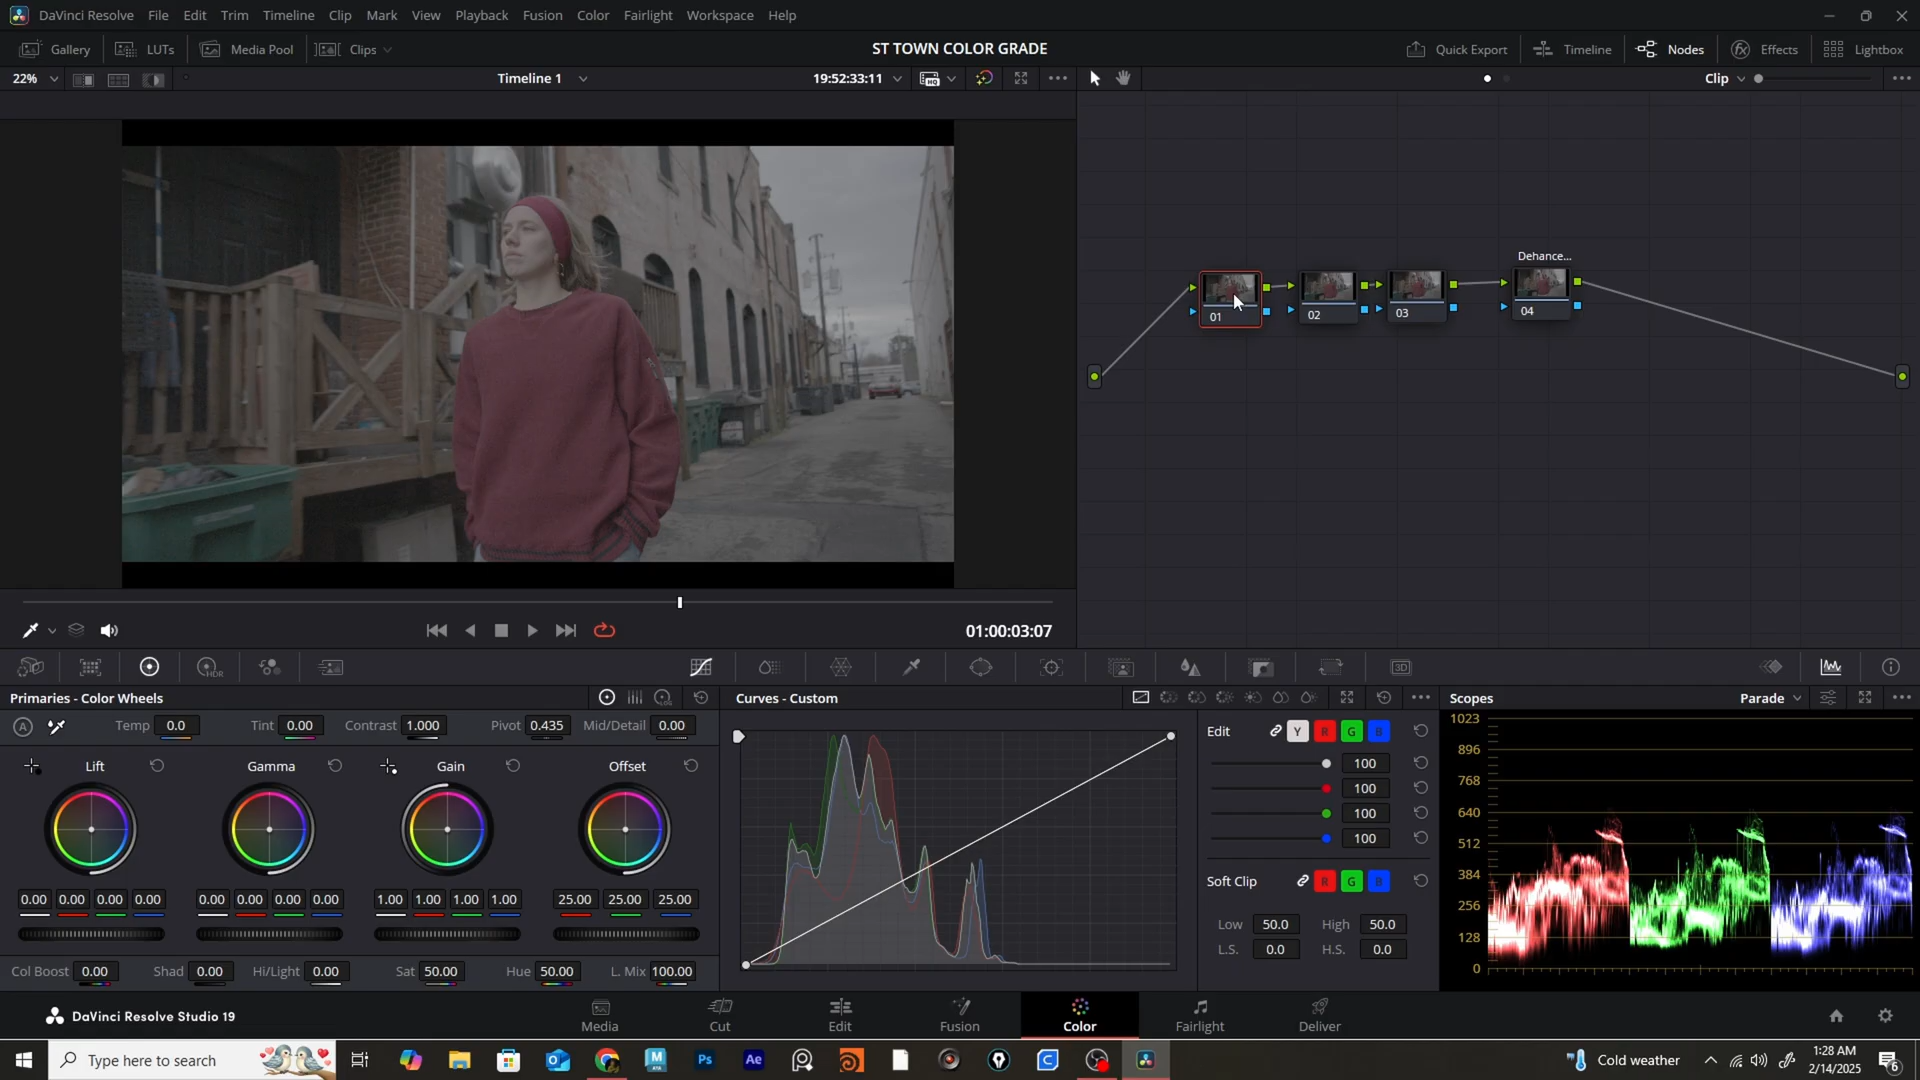 DaVinci Resolve File Edit Trim Timeline Clip Mark View Playback Fusion Color Fairlight Workspace Help
Gallery LUTs Media Pool Clips ST TOWN COLOR GRADE Quick Export Timeline Nodes Effects Lightbox
22% Timeline 1 19:52:33:11 HQ Clip
Dehance...
01 02 03 04
01:00:03:07
HDR 3D
Primaries - Color Wheels LOG Curves - Custom Scopes Parade
A Temp 0.0 Tint 0.00 Contrast 1.000 Pivot 0.435 Mid/Detail 0.00
Lift Gamma Gain Offset
0.00 0.00 0.00 0.00 0.00 0.00 0.00 0.00 1.00 1.00 1.00 1.00 25.00 25.00 25.00
Col Boost 0.00 Shad 0.00 Hi/Light 0.00 Sat 50.00 Hue 50.00 L. Mix 100.00
Edit Y R G B
100
100
100
100
Soft Clip R G B
Low 50.0 High 50.0
L.S. 0.0 H.S. 0.0
1023
896
768
640
512
384
256
128
0
DaVinci Resolve Studio 19 Media Cut Edit Fusion Color Fairlight Deliver
Type here to search Ps Ae Cold weather 1:28 AM
2/14/2025
6